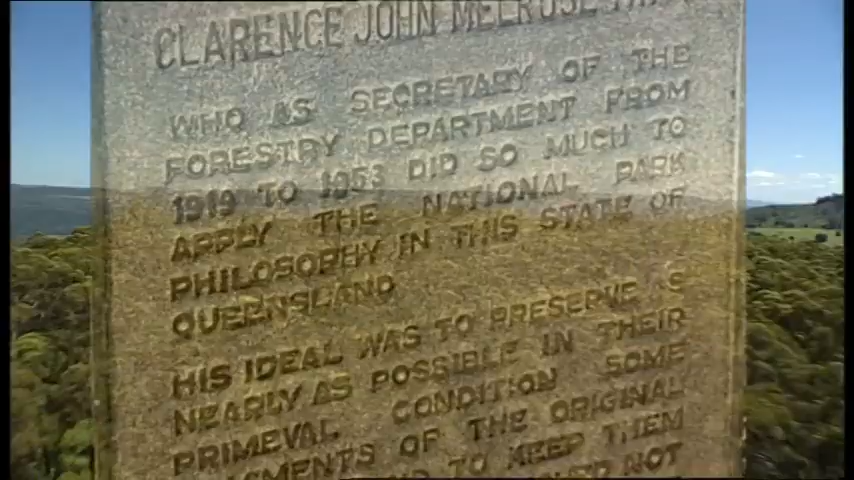 CLARENCE JOHN MELROSE
WHO AS SECRETARY OF THE
FORESTRY DEPARTMENT FROM
1919 TO 1953 DID SO MUCH TO
APPLY THE NATIONAL PARK
PHILOSOPHY IN THIS STATE OF
QUEENSLAND
HIS IDEAL WAS TO PRESERVE AS
NEARLY AS POSSIBLE IN THEIR
PRIMEVAL CONDITION SOME
OF THE ORIGINAL
TO KEEP THEM
NOT